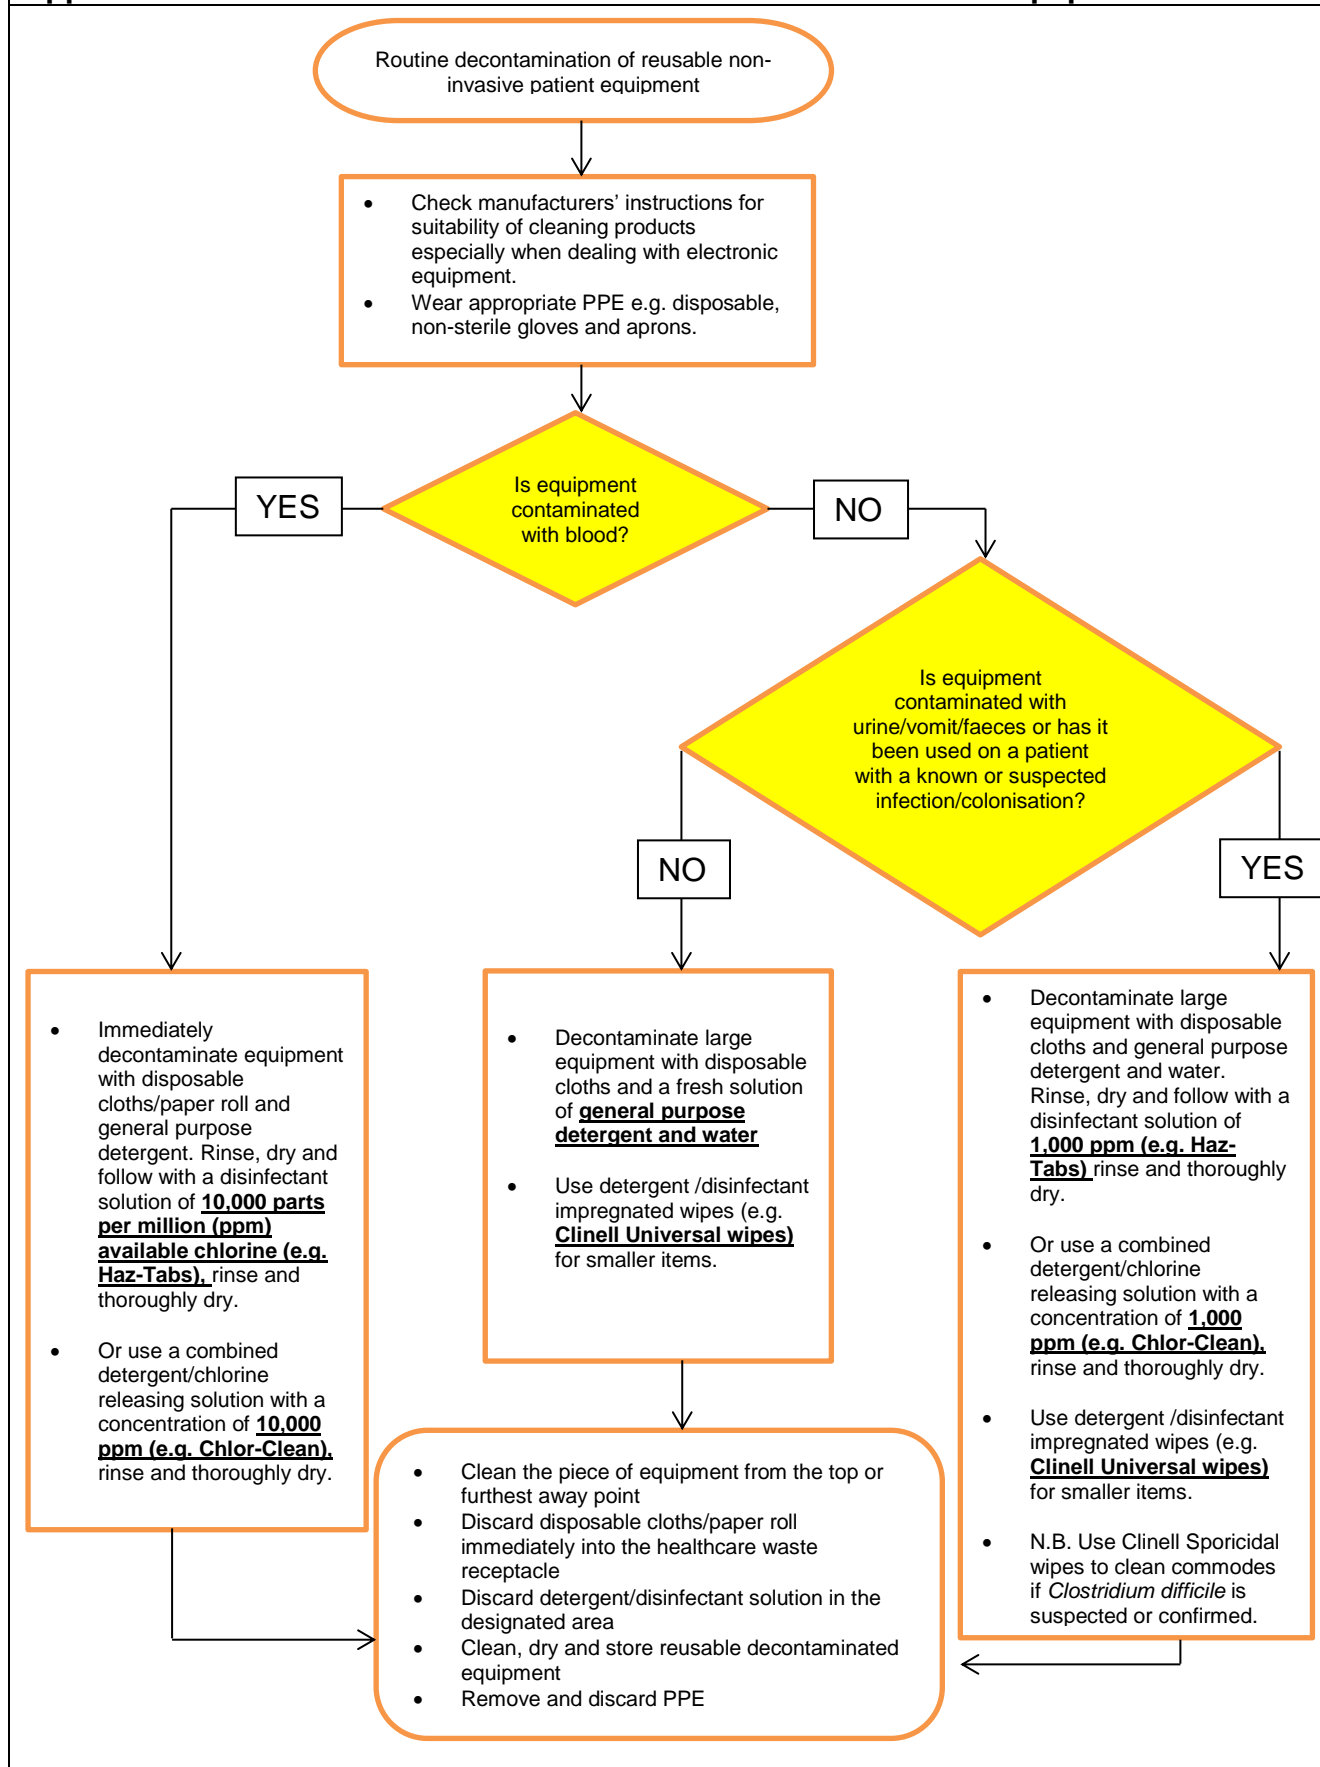 Routine decontamination of reusable non-
invasive patient equipment
• Check manufacturers’ instructions for
suitability of cleaning products
especially when dealing with electronic
equipment.
• Wear appropriate PPE e.g. disposable,
non-sterile gloves and aprons.
Is equipment
contaminated
with blood?
YES
NO
Is equipment
contaminated with
urine/vomit/faeces or has it
been used on a patient
with a known or suspected
infection/colonisation?
NO
YES
• Immediately
decontaminate equipment
with disposable
cloths/paper roll and
general purpose
detergent. Rinse, dry and
follow with a disinfectant
solution of 10,000 parts
per million (ppm)
available chlorine (e.g.
Haz-Tabs), rinse and
thoroughly dry.
• Or use a combined
detergent/chlorine
releasing solution with a
concentration of 10,000
ppm (e.g. Chlor-Clean),
rinse and thoroughly dry.
• Decontaminate large
equipment with disposable
cloths and a fresh solution
of general purpose
detergent and water
• Use detergent /disinfectant
impregnated wipes (e.g.
Clinell Universal wipes)
for smaller items.
• Decontaminate large
equipment with disposable
cloths and general purpose
detergent and water.
Rinse, dry and follow with a
disinfectant solution of
1,000 ppm (e.g. Haz-
Tabs) rinse and thoroughly
dry.
• Or use a combined
detergent/chlorine
releasing solution with a
concentration of 1,000
ppm (e.g. Chlor-Clean),
rinse and thoroughly dry.
• Use detergent /disinfectant
impregnated wipes (e.g.
Clinell Universal wipes)
for smaller items.
• N.B. Use Clinell Sporicidal
wipes to clean commodes
if Clostridium difficile is
suspected or confirmed.
• Clean the piece of equipment from the top or
furthest away point
• Discard disposable cloths/paper roll
immediately into the healthcare waste
receptacle
• Discard detergent/disinfectant solution in the
designated area
• Clean, dry and store reusable decontaminated
equipment
• Remove and discard PPE